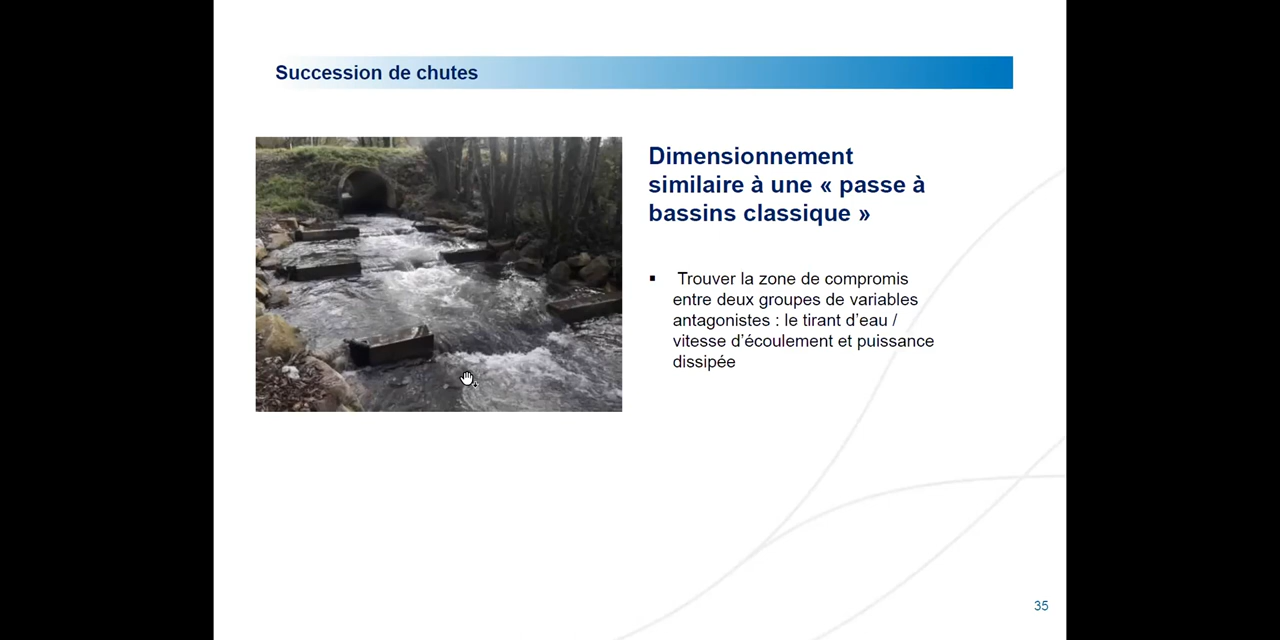 Succession de chutes
Dimensionnement
similaire à une « passe à
bassins classique »
▪ Trouver la zone de compromis
entre deux groupes de variables
antagonistes : le tirant d’eau /
vitesse d’écoulement et puissance
dissipée
35